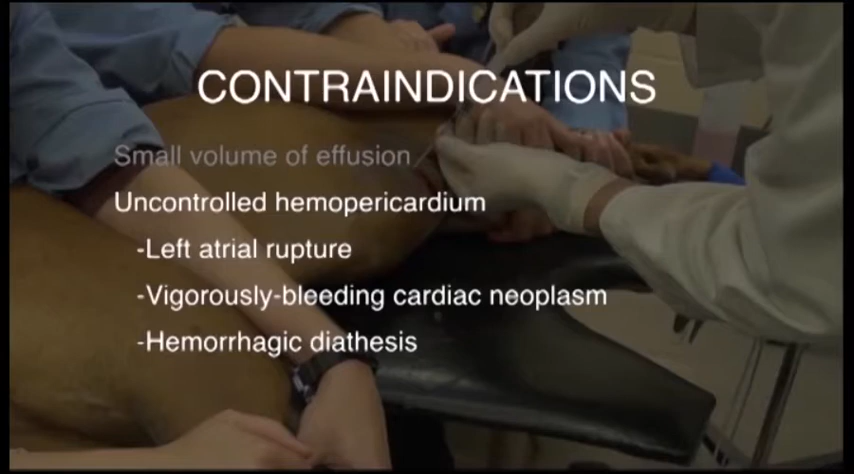 CONTRAINDICATIONS
Small volume of effusion
Uncontrolled hemopericardium
-Left atrial rupture
-Vigorously-bleeding cardiac neoplasm
-Hemorrhagic diathesis